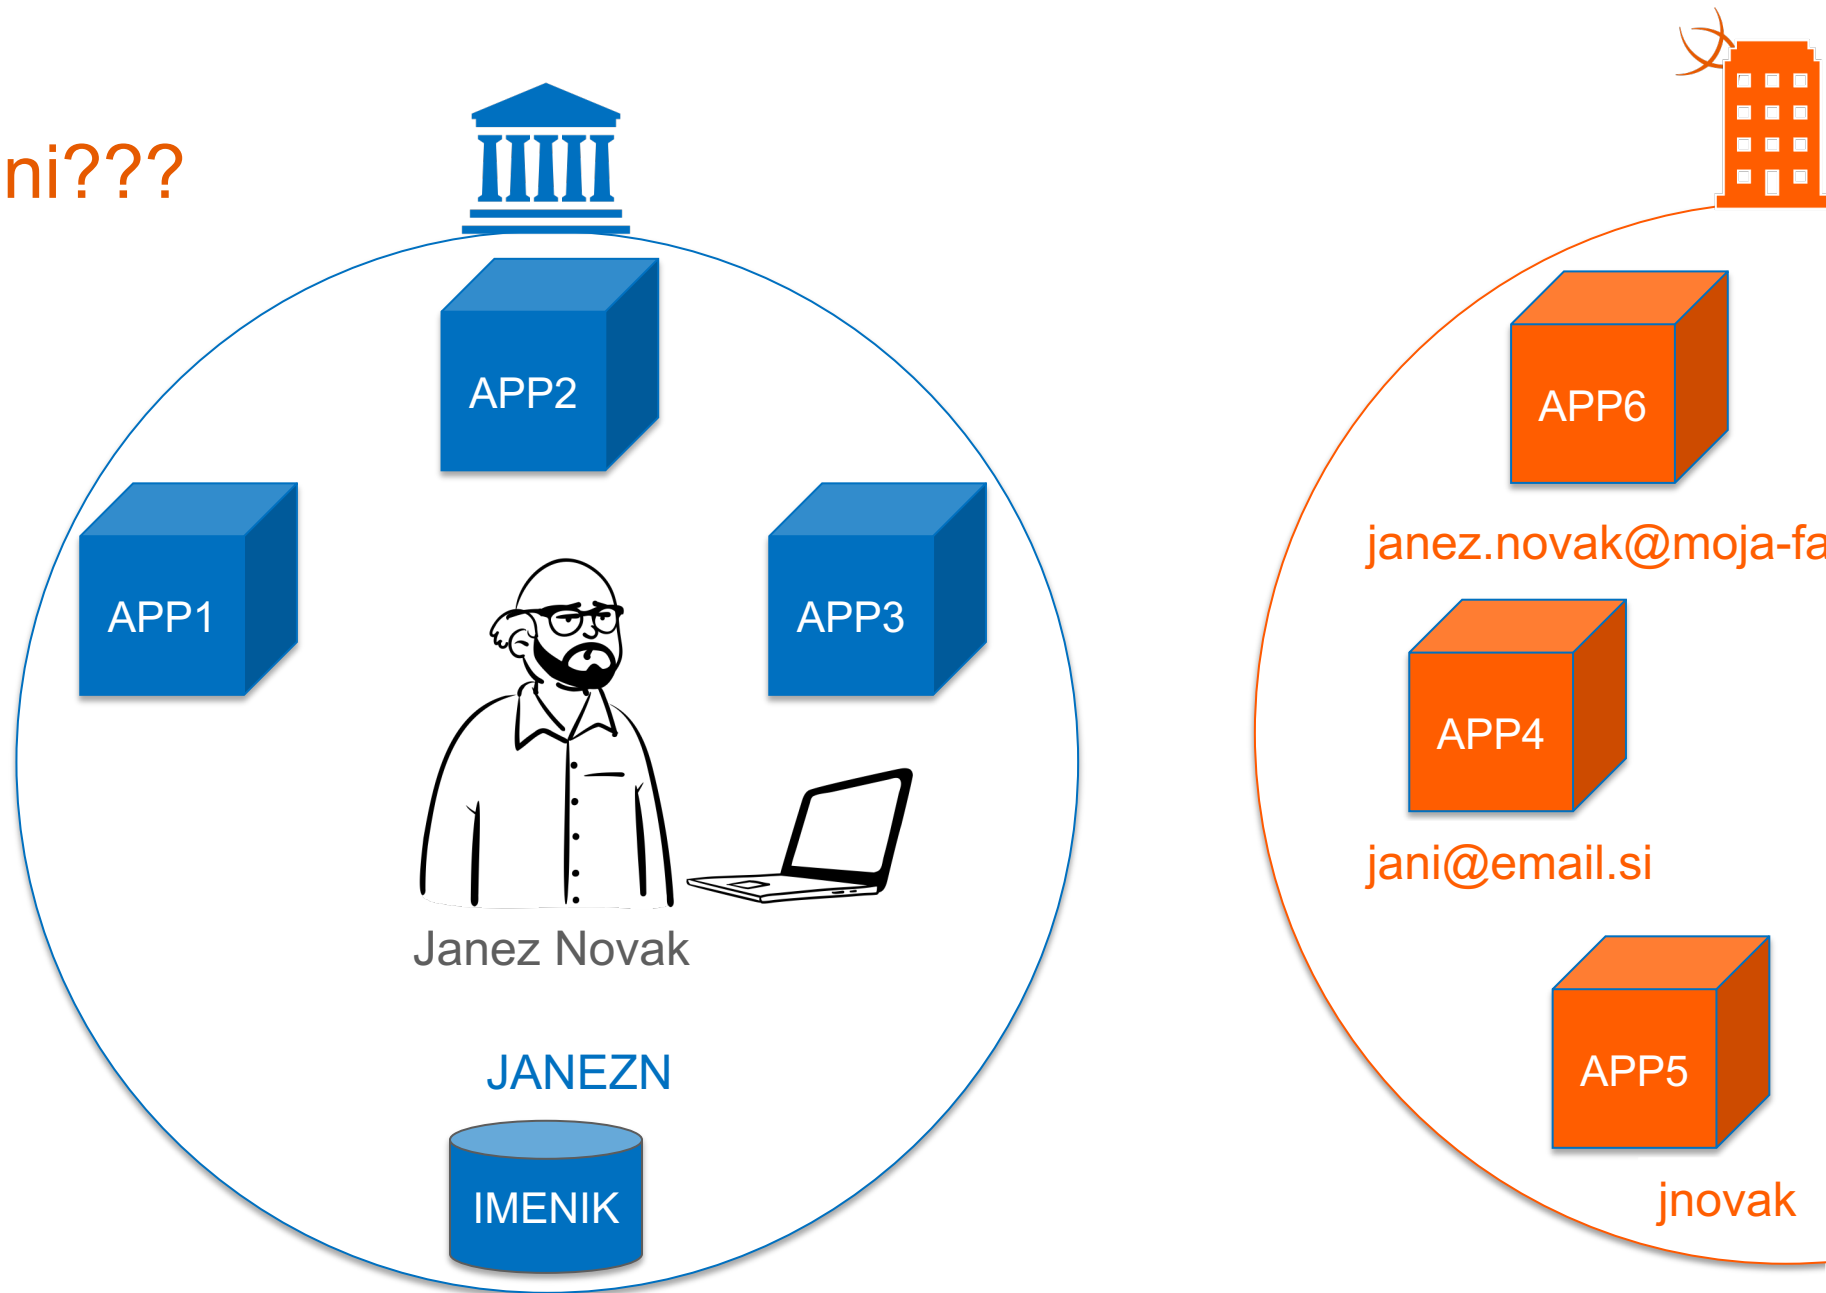 ni???
APP2
APP1
APP3
Janez Novak
JANEZN
IMENIK
APP6
janez.novak@moja-fa
APP4
jani@email.si
APP5
jnovak